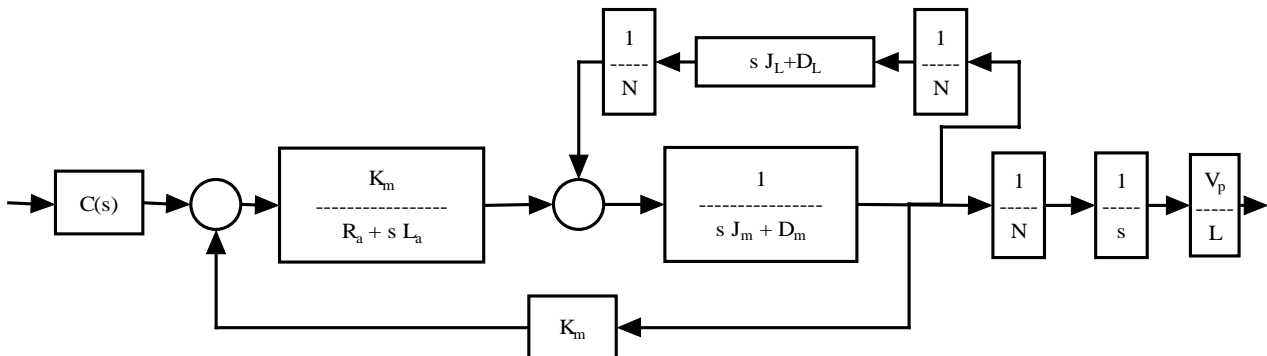 1
-----
N
s J_L+D_L
1
-----
N
C(s)
K_m
------------------
R_a + s L_a
1
-----------------
s J_m + D_m
1
-----
N
1
-----
s
V_p
-----
L
K_m